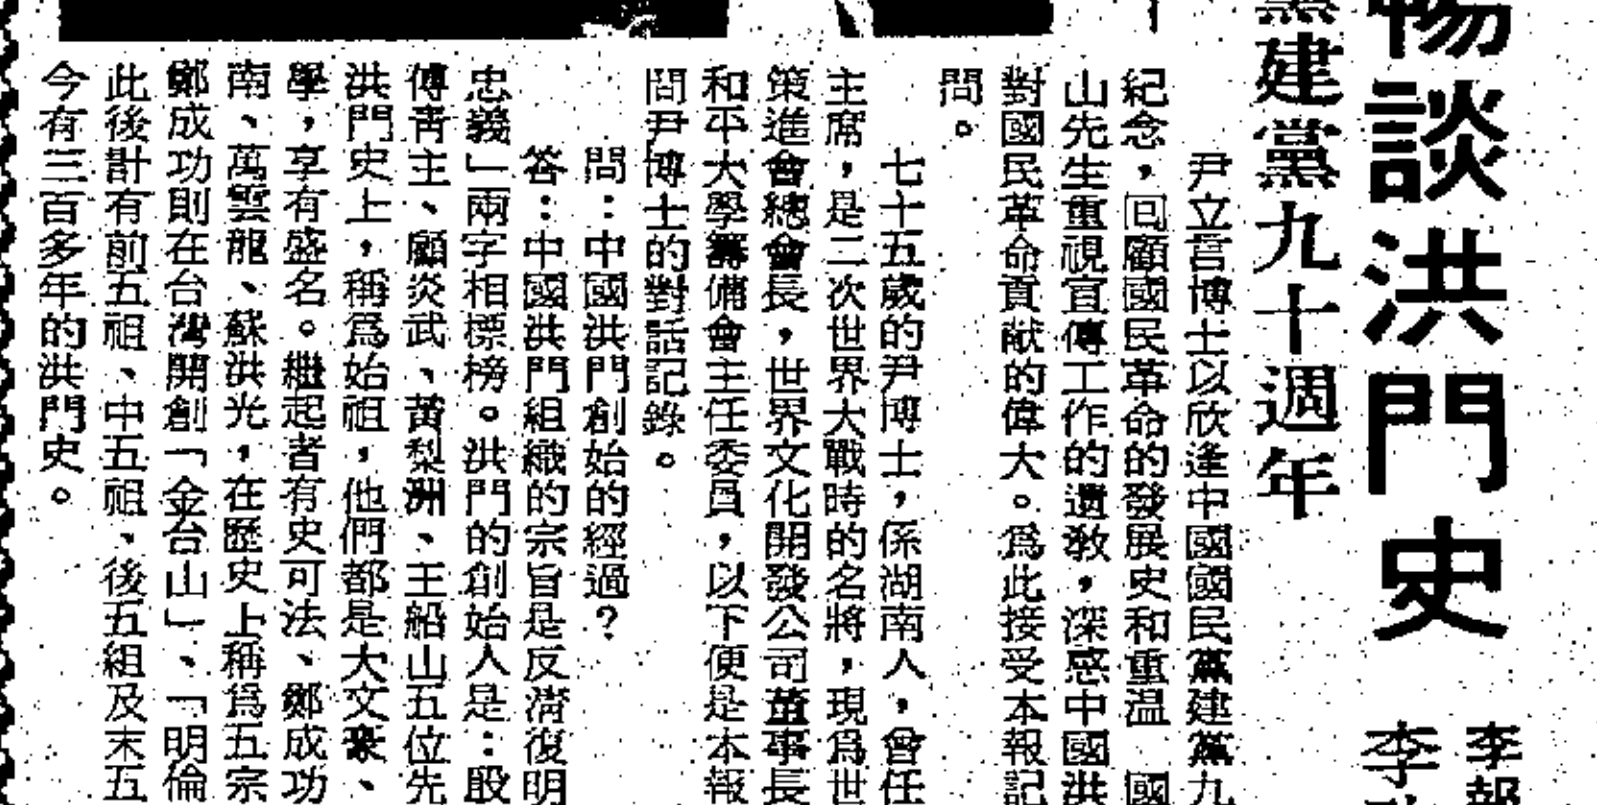 暢談洪門史
李報
李
黨建黨九十週年
尹立言博士以欣逢中國國民黨建黨九
紀念，回顧國民革命的發展史和重温 國
山先生重視宣傳工作的遺教，深感中國洪
對國民革命貢献的偉大。爲此接受本報記
問。
七十五歲的尹博士，係湖南人，曾任
主席，是二次世界大戰時的名將，現爲世
策進會總會長，世界文化開發公司董事長
和平大學籌備會主任委員，以下便是本報
問尹博士的對話記錄。
問：中國洪門創始的經過？
答：中國洪門組織的宗旨是反淸復明
忠義」兩字相標榜。洪門的創始人是：殷
傅靑主、顧炎武、黃梨洲、王船山五位先
洪門史上，稱爲始祖，他們都是大文豪、
學，享有盛名。繼起者有史可法、鄭成功
南、萬雲龍、蘇洪光，在歷史上稱爲五宗
鄭成功則在台灣開創「金台山」、「明倫
此後計有前五祖、中五祖、後五組及末五
今有三百多年的洪門史。